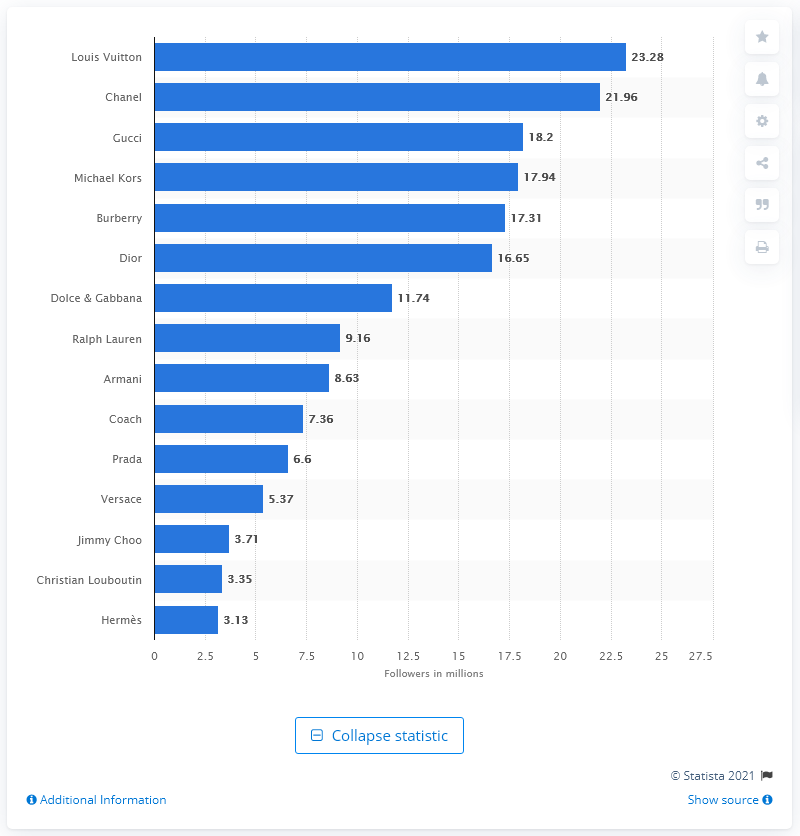 Louis Vuitton 23.28
Chanel 21.96
Gucci 18.2
Michael Kors 17.94
Burberry 17.31
Dior 16.65
Dolce & Gabbana 11.74
Ralph Lauren 9.16
Armani 8.63
Coach 7.36
Prada 6.6
Versace 5.37
Jimmy Choo 3.71
Christian Louboutin 3.35
Hermès 3.13
0 2.5 5 7.5 10 12.5 15 17.5 20 22.5 25 27.5
Followers in millions
Collapse statistic
© Statista 2021
Additional Information Show source